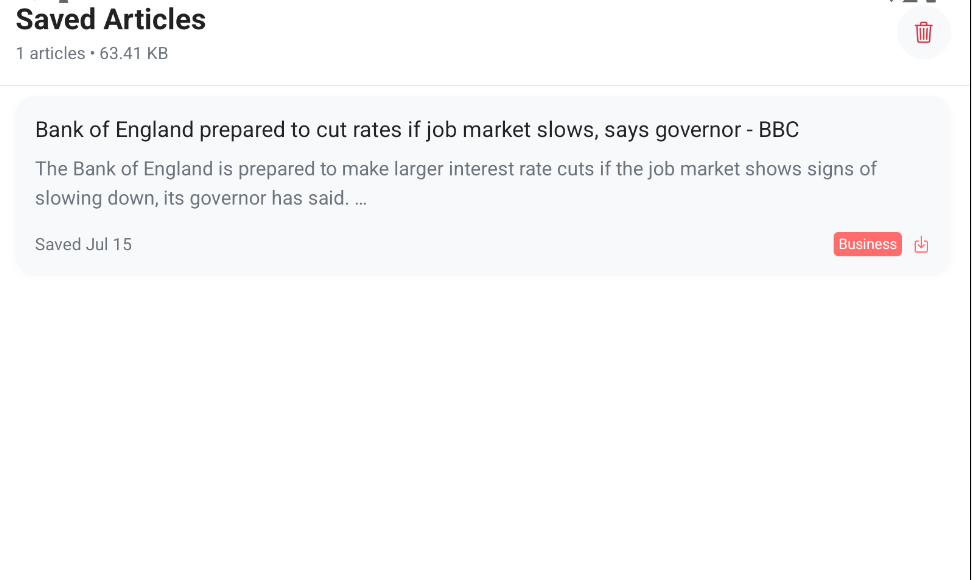 Saved Articles
1 articles • 63.41 KB
Bank of England prepared to cut rates if job market slows, says governor - BBC
The Bank of England is prepared to make larger interest rate cuts if the job market shows signs of
slowing down, its governor has said. …
Saved Jul 15
Business